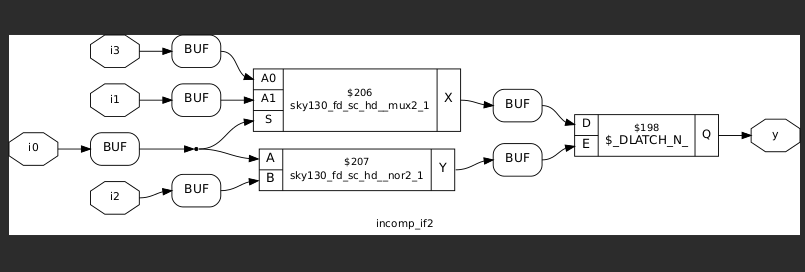 i3
BUF
i1
BUF
A0
A1
S
$206
sky130_fd_sc_hd__mux2_1
X
BUF
i0
BUF
D
E
$198
$_DLATCH_N_
Q
y
A
B
$207
sky130_fd_sc_hd__nor2_1
Y
BUF
i2
BUF
incomp_if2